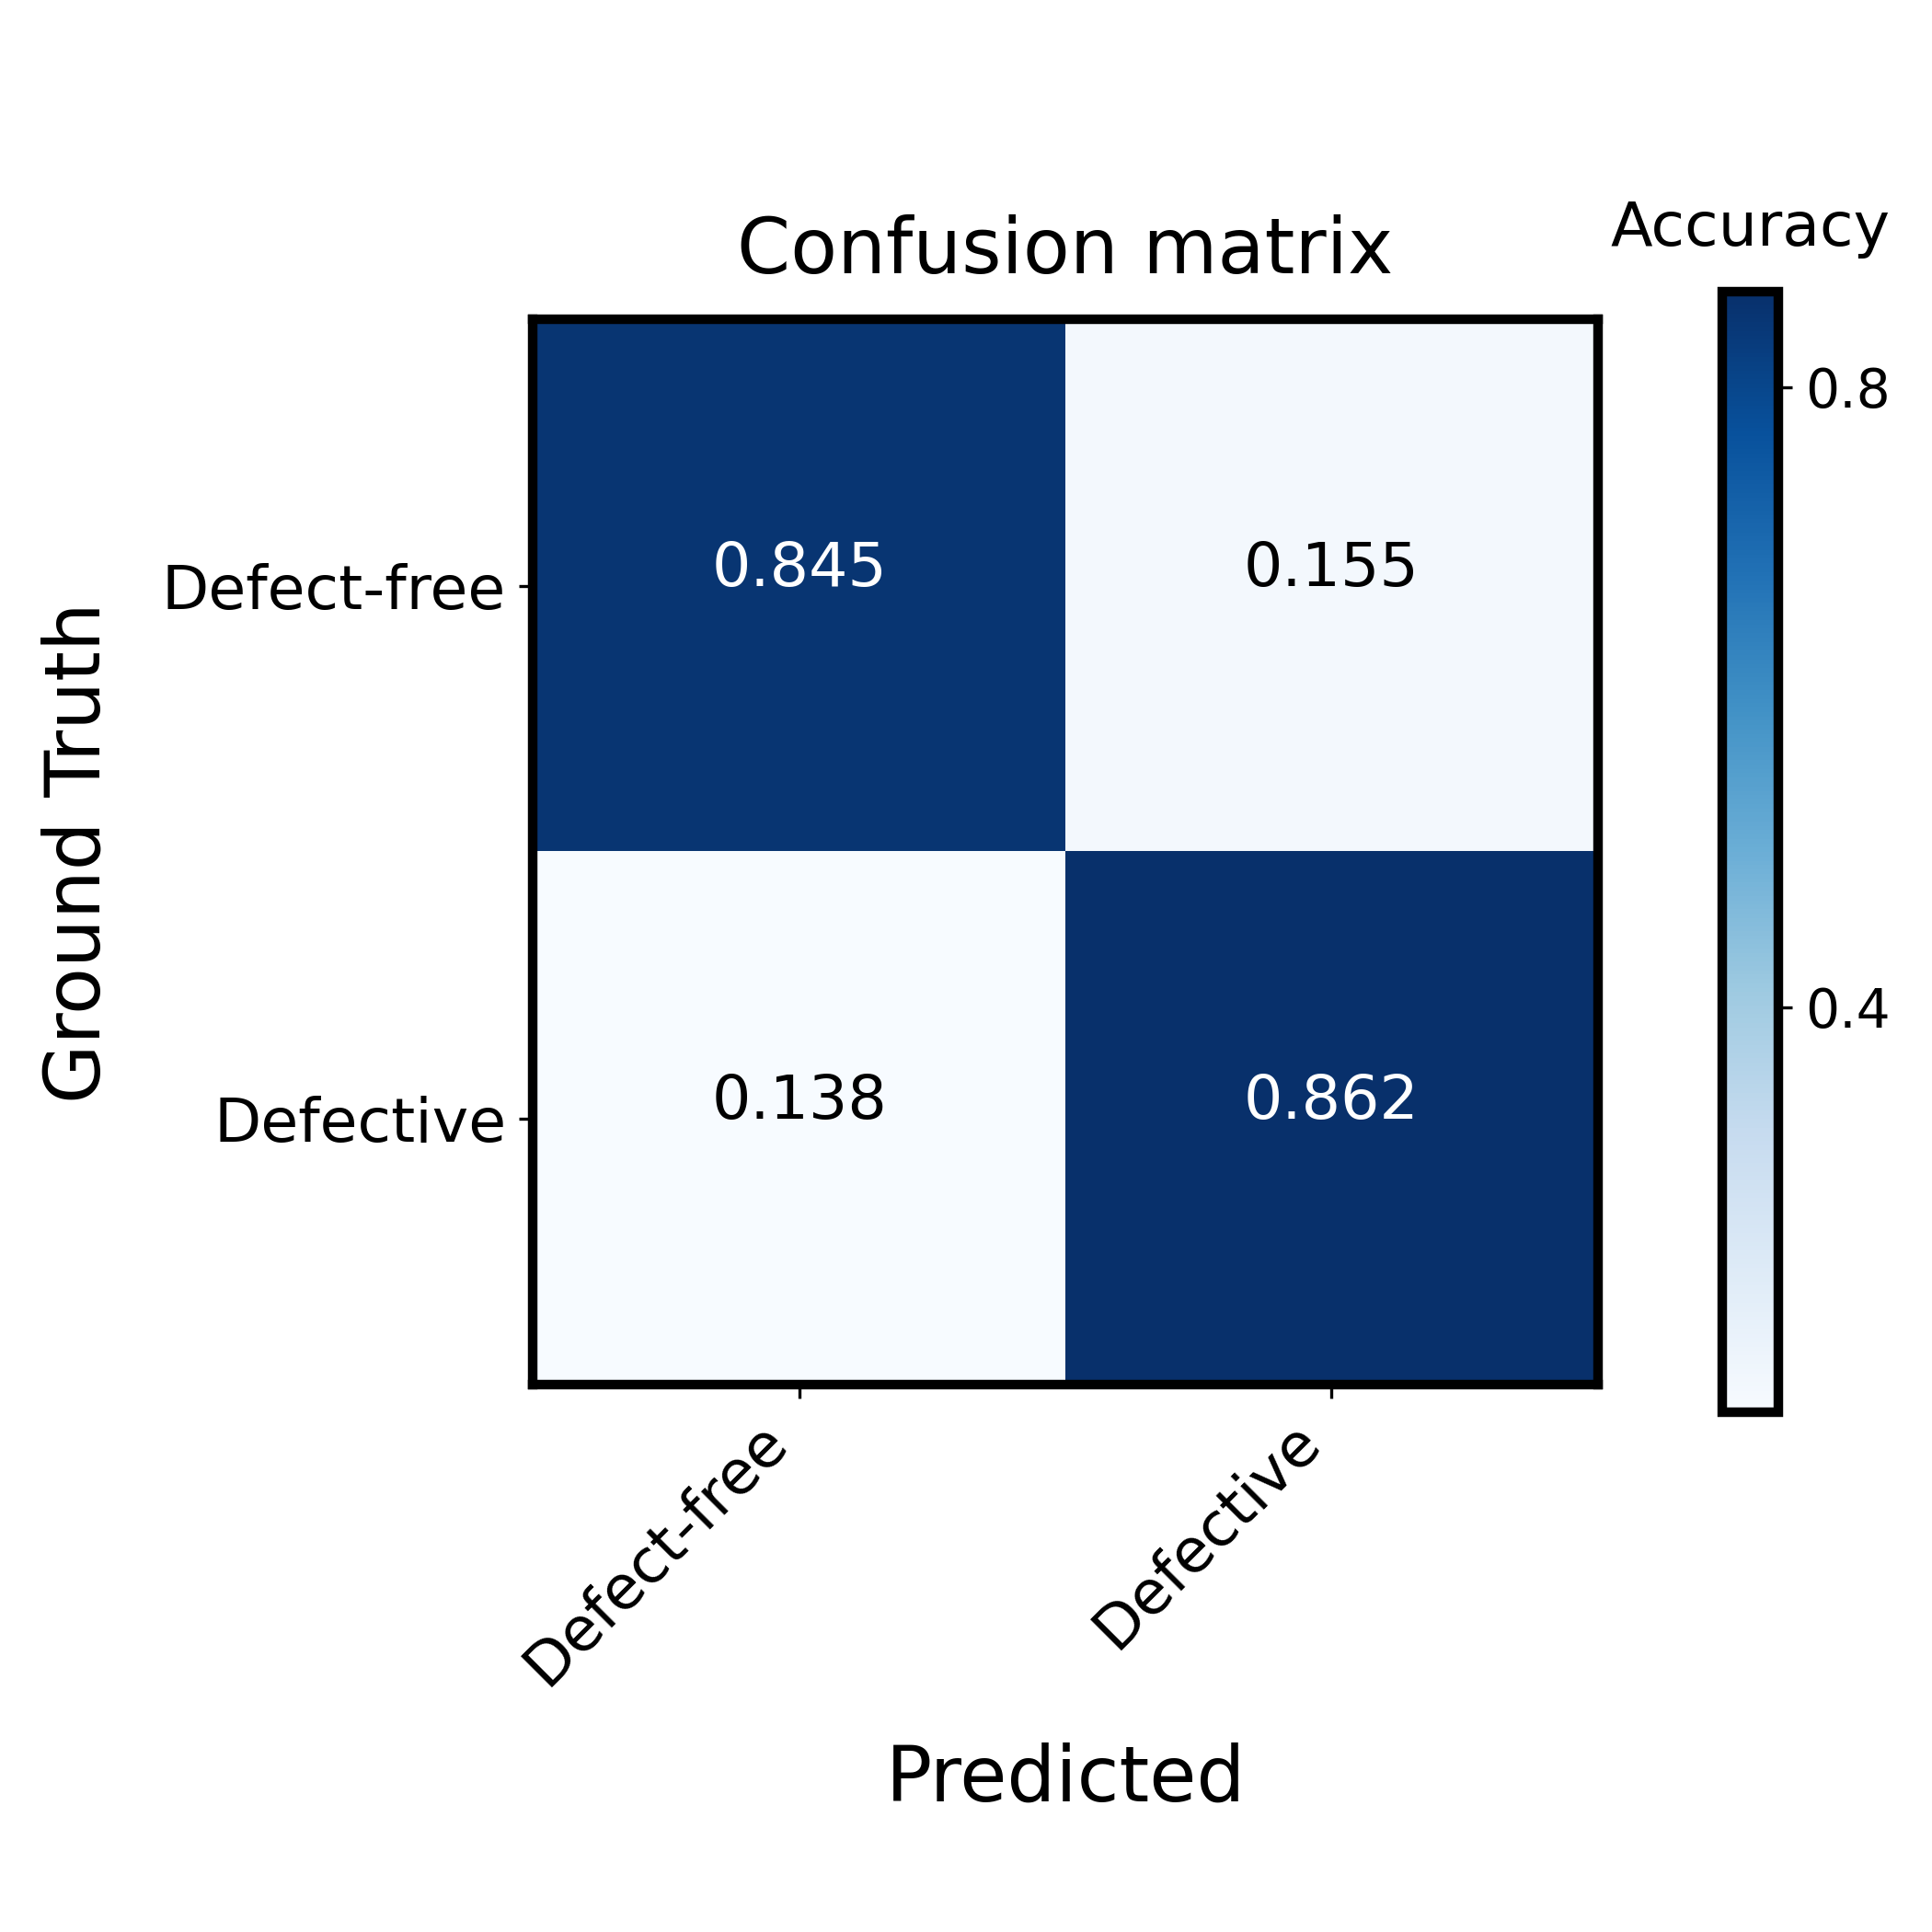 Confusion matrix
Accuracy
0.8
0.4
Ground Truth
Defect-free
Defective
0.845
0.155
0.138
0.862
Defect-free
Defective
Predicted